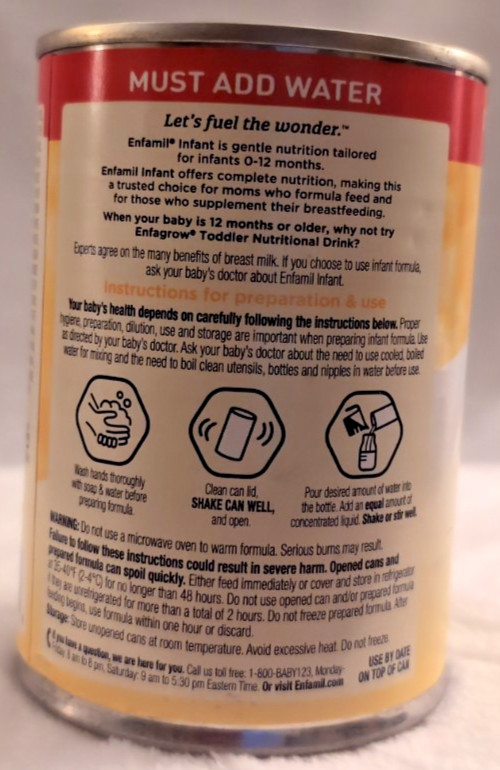 MUST ADD WATER
Let's fuel the wonder.™
Enfamil® Infant is gentle nutrition tailored
for infants 0-12 months.
Enfamil Infant offers complete nutrition, making this
a trusted choice for moms who formula feed and
for those who supplement their breastfeeding.
When your baby is 12 months or older, why not try
Enfagrow® Toddler Nutritional Drink?
Experts agree on the many benefits of breast milk. If you choose to use infant formula,
ask your baby's doctor about Enfamil Infant.
Instructions for preparation & use
Your baby's health depends on carefully following the instructions below. Proper
hygiene, preparation, dilution, use and storage are important when preparing infant formula. Use
as directed by your baby's doctor. Ask your baby's doctor about the need to use cooled, boiled
water for mixing and the need to boil clean utensils, bottles and nipples in water before use.
Wash hands thoroughly
with soap & water before
preparing formula.
Clean can lid,
SHAKE CAN WELL,
and open.
Pour desired amount of water into
the bottle. Add an equal amount of
concentrated liquid. Shake or stir well.
WARNING: Do not use a microwave oven to warm formula. Serious burns may result.
Failure to follow these instructions could result in severe harm. Opened cans and
prepared formula can spoil quickly. Either feed immediately or cover and store in refrigerator
at 35-40°F (2-4°C) for no longer than 48 hours. Do not use opened can and/or prepared formula
if they are unrefrigerated for more than a total of 2 hours. Do not freeze prepared formula. After
feeding begins, use formula within one hour or discard.
Storage: Store unopened cans at room temperature. Avoid excessive heat. Do not freeze.
If you have a question, we are here for you. Call us toll free: 1-800-BABY123, Monday-
Friday 8 am to 8 pm, Saturday: 9 am to 5:30 pm Eastern Time. Or visit Enfamil.com
USE BY DATE
ON TOP OF CAN